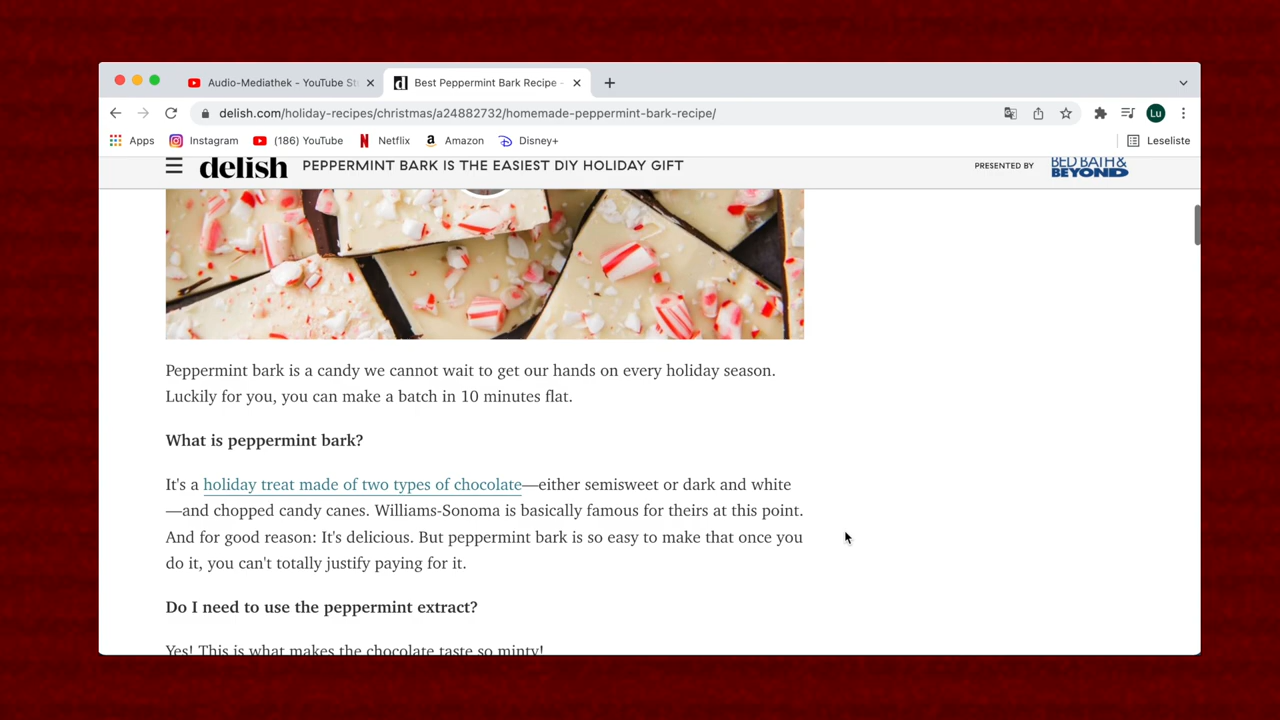 Audio-Mediathek - YouTube St
Best Peppermint Bark Recipe -
delish.com/holiday-recipes/christmas/a24882732/homemade-peppermint-bark-recipe/
Lu
Apps
Instagram
(186) YouTube
Netflix
Amazon
Disney+
Leseliste
delish
PEPPERMINT BARK IS THE EASIEST DIY HOLIDAY GIFT
PRESENTED BY
BED BATH &
BEYOND
Peppermint bark is a candy we cannot wait to get our hands on every holiday season.
Luckily for you, you can make a batch in 10 minutes flat.
What is peppermint bark?
It's a holiday treat made of two types of chocolate—either semisweet or dark and white
—and chopped candy canes. Williams-Sonoma is basically famous for theirs at this point.
And for good reason: It's delicious. But peppermint bark is so easy to make that once you
do it, you can't totally justify paying for it.
Do I need to use the peppermint extract?
Yes! This is what makes the chocolate taste so minty!